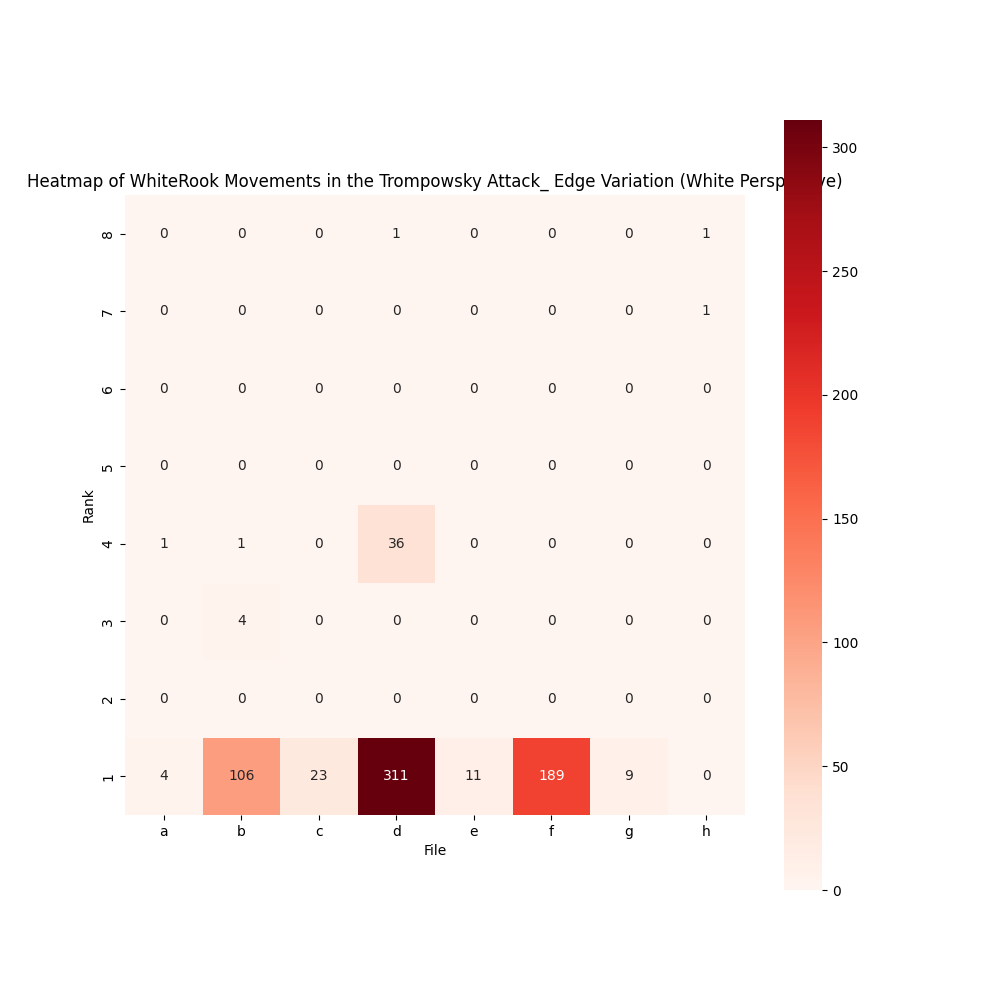 Heatmap of WhiteRook Movements in the Trompowsky Attack_ Edge Variation (White Perspective)
8 0 0 0 1 0 0 0 1
7 0 0 0 0 0 0 0 1
6 0 0 0 0 0 0 0 0
5 0 0 0 0 0 0 0 0
Rank
4 1 1 0 36 0 0 0 0
3 0 4 0 0 0 0 0 0
2 0 0 0 0 0 0 0 0
1 4 106 23 311 11 189 9 0
a b c d e f g h
File
300
250
200
150
100
50
0